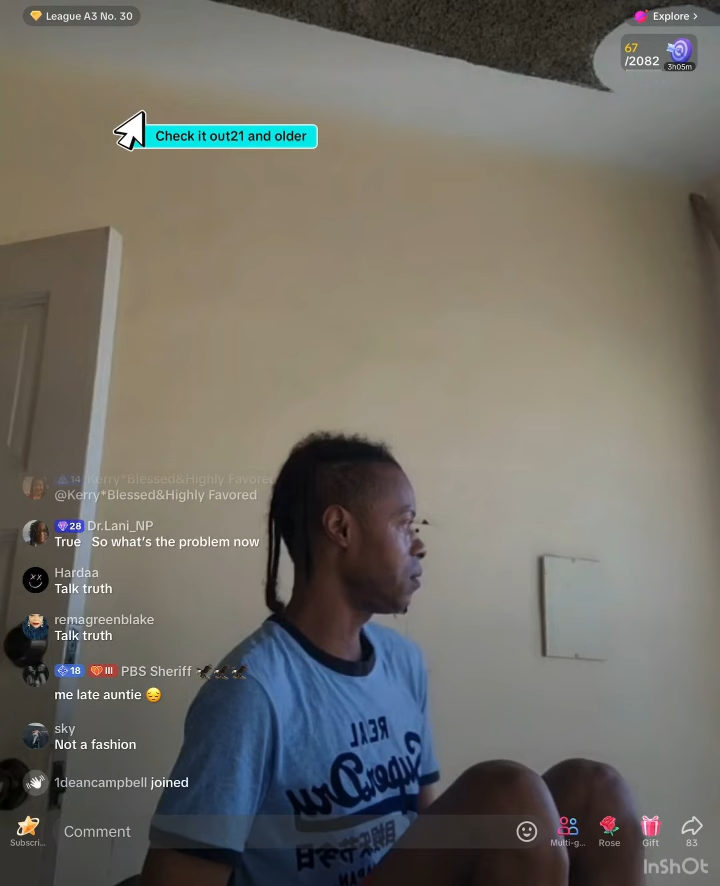 League A3 No. 30
Explore >
67
/2082
3h05m
Check it out21 and older
14 Kerry*Blessed&Highly Favored
@Kerry*Blessed&Highly Favored
28 Dr.Lani_NP
True So what's the problem now
Hardaa
Talk truth
remagreenblake
Talk truth
18 III PBS Sheriff
me late auntie 😔
sky
Not a fashion
1deancampbell joined
REAL
SuperDry
JAPAN
Comment
Subscri...
Multi-g...
Rose
Gift
83
InShOt